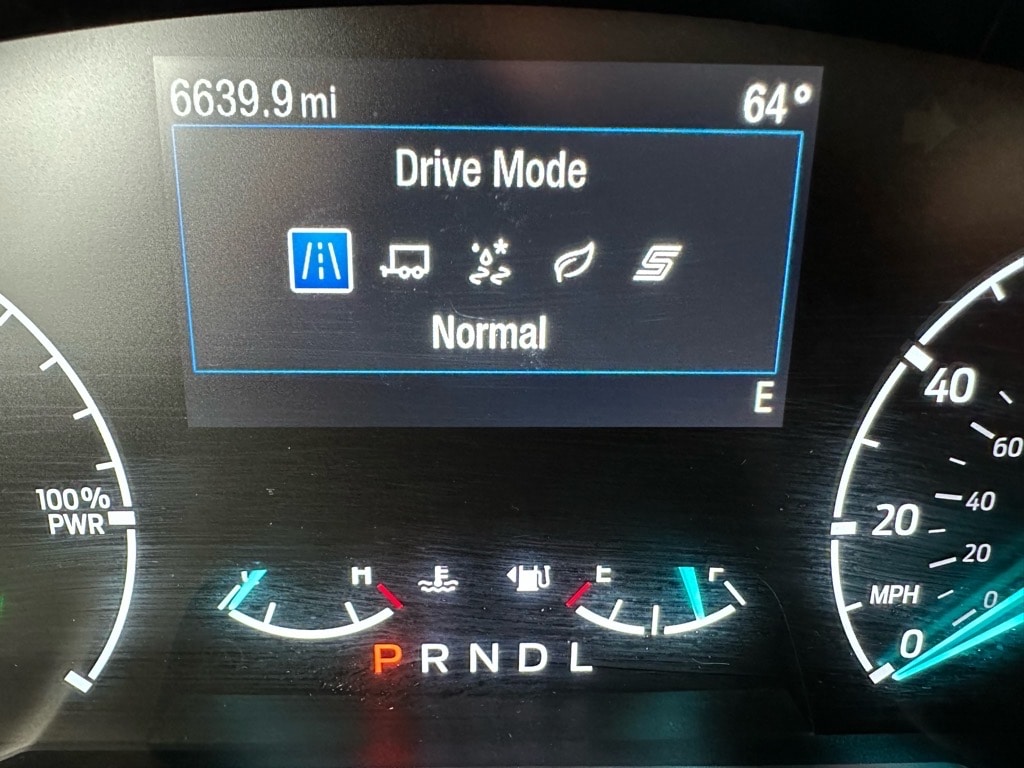 6639.9 mi 64°
Drive Mode
Normal
E
40
60
100%
PWR
20
40
20
MPH
0
0
H
E
F
P R N D L